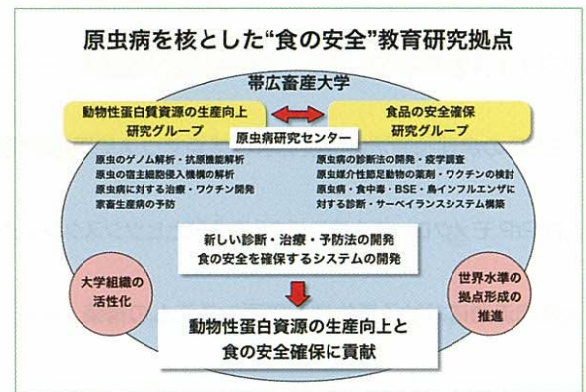 原虫病を核とした“食の安全”教育研究拠点
帯広畜産大学
動物性蛋白質資源の生産向上
研究グループ
食品の安全確保
研究グループ
原虫病研究センター
原虫のゲノム解析・抗原機能解析
原虫の宿主細胞侵入機構の解析
原虫病に対する治療・ワクチン開発
家畜生産病の予防
原虫病の診断法の開発・疫学調査
原虫媒介性節足動物の薬剤・ワクチンの検討
原虫病・食中毒・BSE・鳥インフルエンザに
対する診断・サーベイランスシステム構築
新しい診断・治療・予防法の開発
食の安全を確保するシステムの開発
大学組織の
活性化
世界水準の
拠点形成の
推進
動物性蛋白資源の生産向上と
食の安全確保に貢献